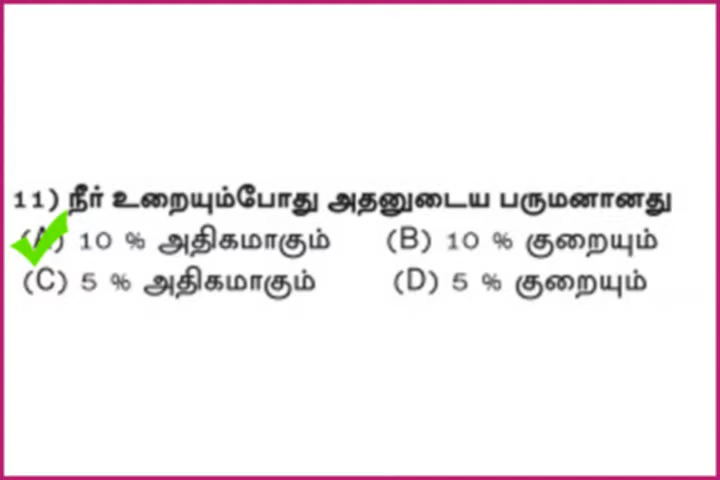 11) நீர் உறையும்போது அதனுடைய பருமனானது
(A) 10 % அதிகமாகும் (B) 10 % குறையும்
(C) 5 % அதிகமாகும் (D) 5 % குறையும்